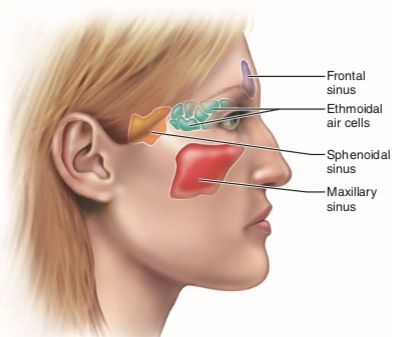 Frontal
sinus
Ethmoidal
air cells
Sphenoidal
sinus
Maxillary
sinus